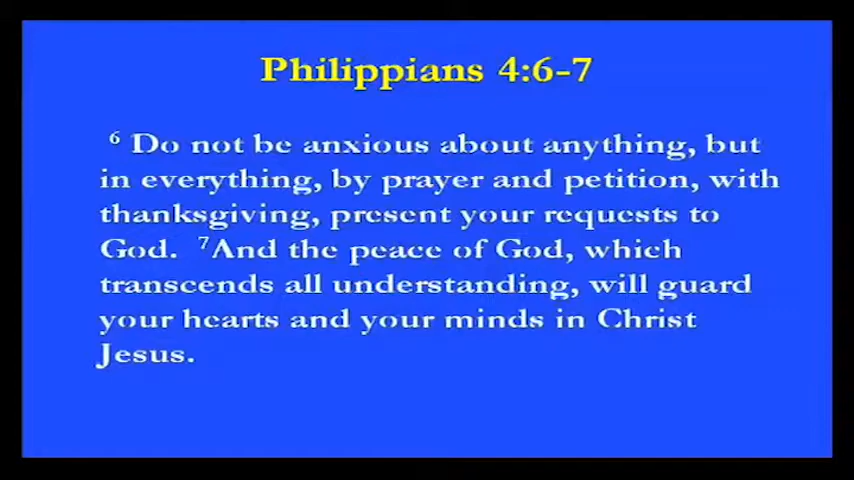 Philippians 4:6-7
⁶ Do not be anxious about anything, but
in everything, by prayer and petition, with
thanksgiving, present your requests to
God. ⁷And the peace of God, which
transcends all understanding, will guard
your hearts and your minds in Christ
Jesus.